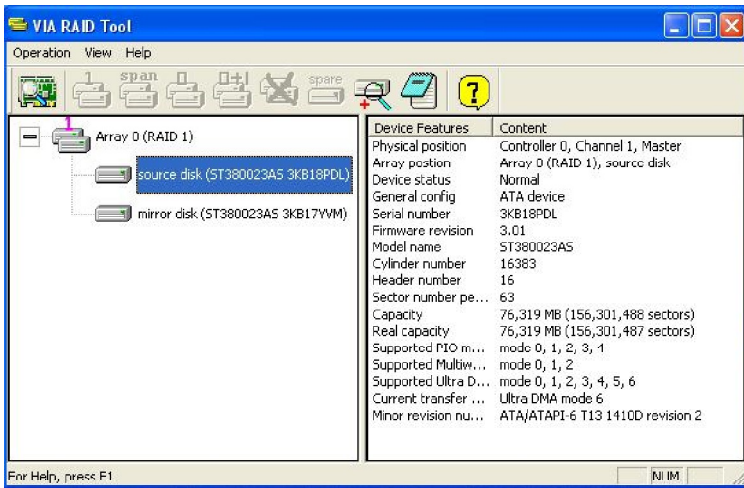 VIA RAID Tool
Operation View Help
1 span 0 0+1 spare
1
Array 0 (RAID 1)
source disk (ST380023AS 3KB18PDL)
mirror disk (ST380023AS 3KB17YVM)
Device Features Content
Physical position Controller 0, Channel 1, Master
Array postion Array 0 (RAID 1), source disk
Device status Normal
General config ATA device
Serial number 3KB18PDL
Firmware revision 3.01
Model name ST380023AS
Cylinder number 16383
Header number 16
Sector number pe... 63
Capacity 76,319 MB (156,301,488 sectors)
Real capacity 76,319 MB (156,301,487 sectors)
Supported PIO m... mode 0, 1, 2, 3, 4
Supported Multiw... mode 0, 1, 2
Supported Ultra D... mode 0, 1, 2, 3, 4, 5, 6
Current transfer ... Ultra DMA mode 6
Minor revision nu... ATA/ATAPI-6 T13 1410D revision 2
For Help, press F1
NUM